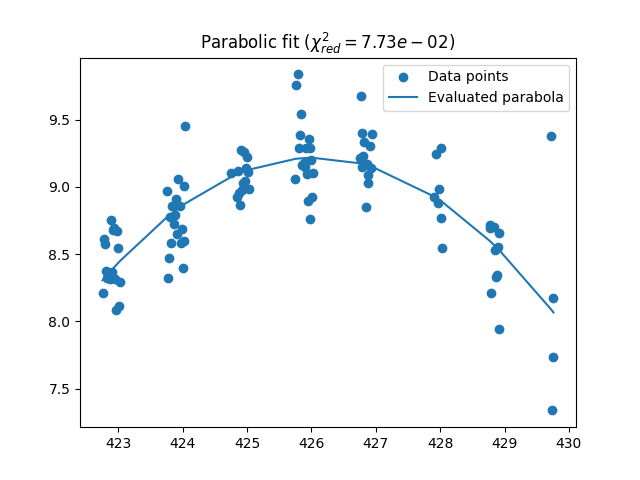 Parabolic fit (χ²_red = 7.73e − 02)
Data points
Evaluated parabola
9.5
9.0
8.5
8.0
7.5
423 424 425 426 427 428 429 430